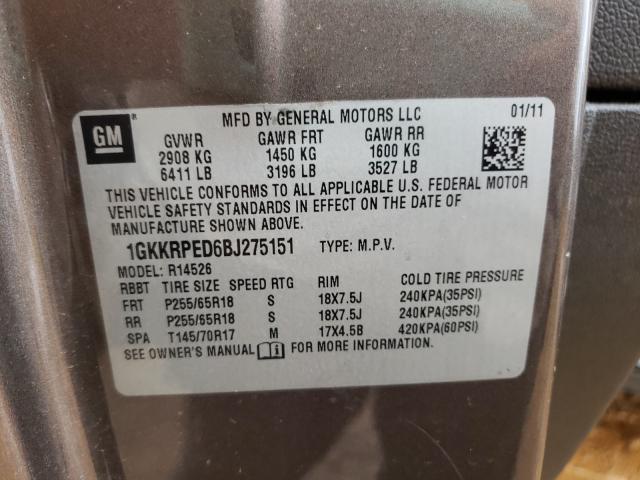 MFD BY GENERAL MOTORS LLC 01/11
GM
GVWR GAWR FRT GAWR RR
2908 KG 1450 KG 1600 KG
6411 LB 3196 LB 3527 LB
THIS VEHICLE CONFORMS TO ALL APPLICABLE U.S. FEDERAL MOTOR
VEHICLE SAFETY STANDARDS IN EFFECT ON THE DATE OF
MANUFACTURE SHOWN ABOVE.
1GKKRPED6BJ275151 TYPE: M.P.V.
MODEL: R14526
RBBT TIRE SIZE SPEED RTG RIM COLD TIRE PRESSURE
FRT P255/65R18 S 18X7.5J 240KPA(35PSI)
RR P255/65R18 S 18X7.5J 240KPA(35PSI)
SPA T145/70R17 M 17X4.5B 420KPA(60PSI)
SEE OWNER'S MANUAL FOR MORE INFORMATION.